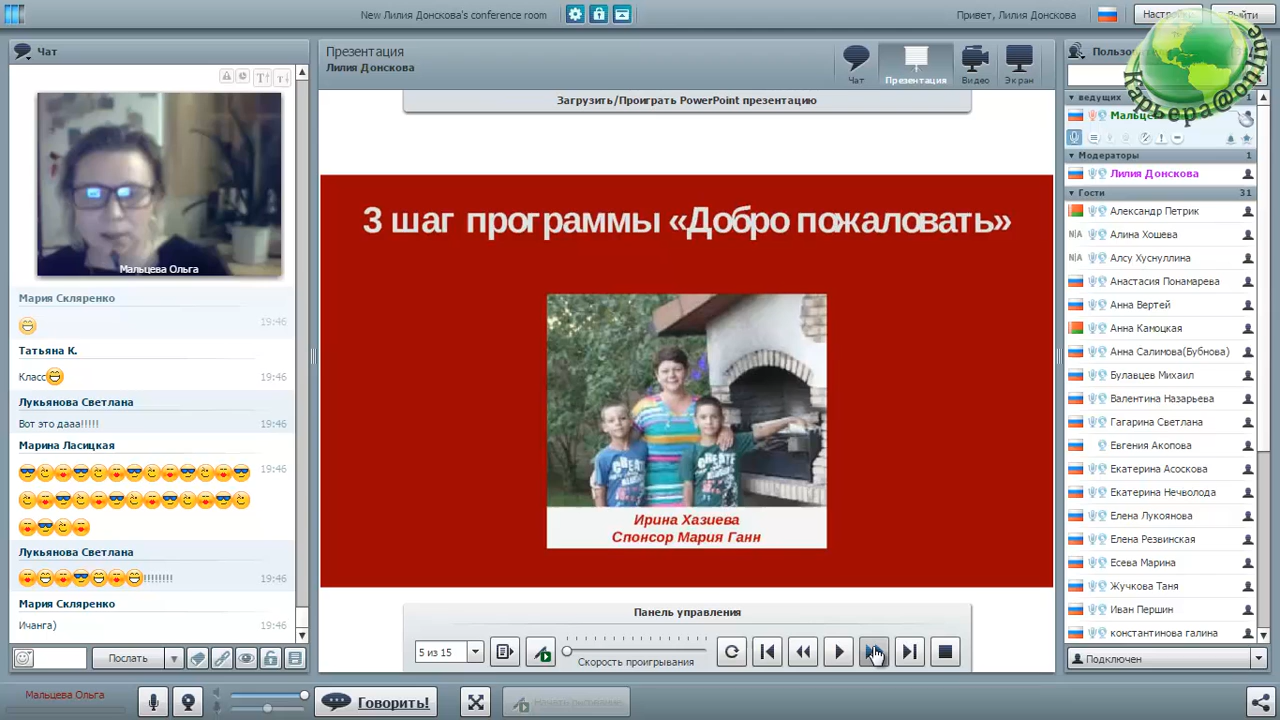 New Лилия Донскова's conference room
Привет, Лилия Донскова
Выйти
Чат
Мальцева Ольга
Мария Скляренко
19:46
Татьяна К.
Класс
19:46
Лукьянова Светлана
Вот это дааа!!!!!
19:46
Марина Ласицкая
19:46
Лукьянова Светлана
!!!!!!!!
19:46
Мария Скляренко
Ичанга)
19:46
Послать
Презентация
Лилия Донскова
Чат
Презентация
Видео
Экран
Загрузить/Проиграть PowerPoint презентацию
3 шаг программы «Добро пожаловать»
Ирина Хазиева
Спонсор Мария Ганн
Панель управления
5 из 15
Скорость проигрывания
карьера@online
ведущих
1
Модераторы
1
Лилия Донскова
Гости
31
Александр Петрик
N/A
Алина Хошева
N/A
Алсу Хуснуллина
Анастасия Понамарева
Анна Вертей
Анна Камоцкая
Анна Салимова(Бубнова)
Булавцев Михаил
Валентина Назарьева
Гагарина Светлана
Евгения Акопова
Екатерина Асоскова
Екатерина Нечволода
Елена Лукоянова
Елена Резвинская
Есева Марина
Жучкова Таня
Иван Першин
константинова галина
Подключен
Мальцева Ольга
Говорить!